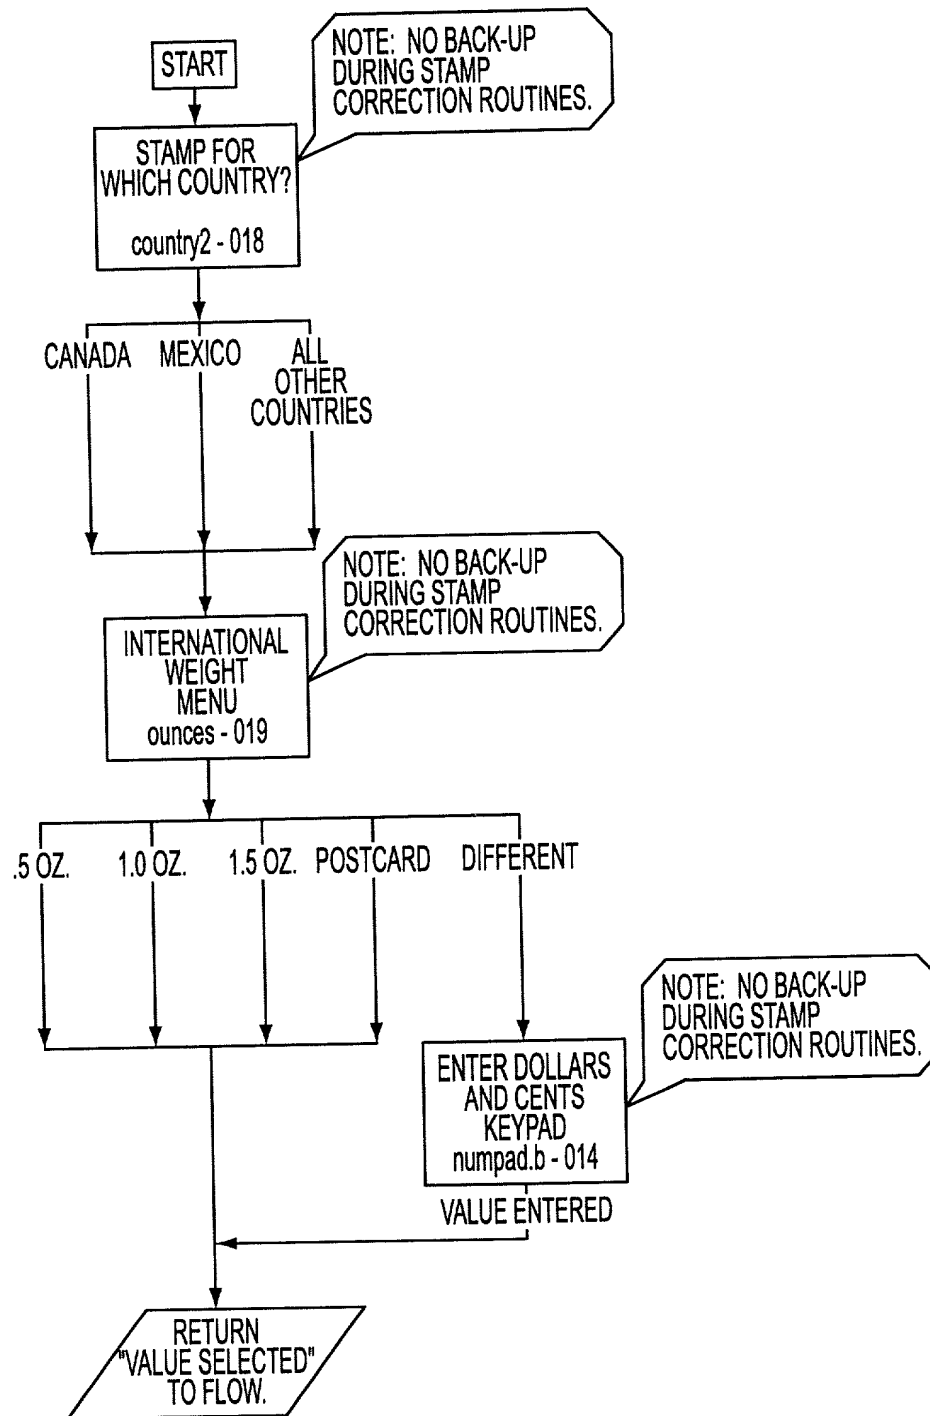 START
NOTE: NO BACK-UP
DURING STAMP
CORRECTION ROUTINES.
STAMP FOR
WHICH COUNTRY?
country2 - 018
CANADA
MEXICO
ALL
OTHER
COUNTRIES
NOTE: NO BACK-UP
DURING STAMP
CORRECTION ROUTINES.
INTERNATIONAL
WEIGHT
MENU
ounces - 019
.5 OZ.
1.0 OZ.
1.5 OZ.
POSTCARD
DIFFERENT
NOTE: NO BACK-UP
DURING STAMP
CORRECTION ROUTINES.
ENTER DOLLARS
AND CENTS
KEYPAD
numpad.b - 014
VALUE ENTERED
RETURN
"VALUE SELECTED"
TO FLOW.